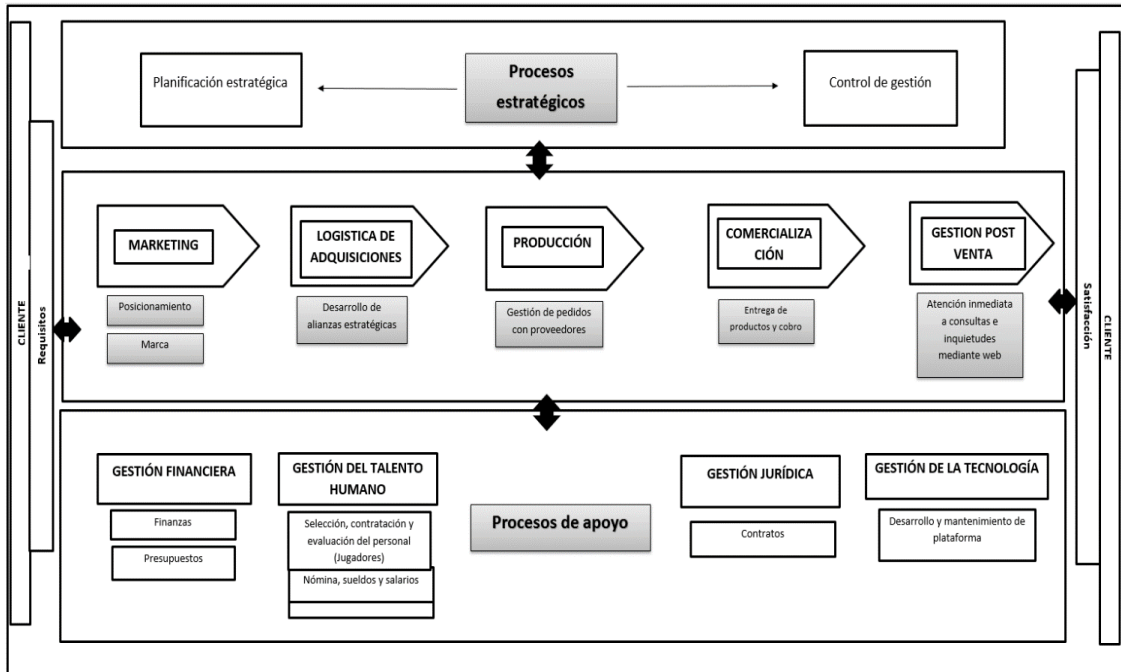 CLIENTE
Requisitos
Planificación estratégica
Procesos
estratégicos
Control de gestión
MARKETING
Posicionamiento
Marca
LOGISTICA DE
ADQUISICIONES
Desarrollo de
alianzas estratégicas
PRODUCCIÓN
Gestión de pedidos
con proveedores
COMERCIALIZA
CIÓN
Entrega de
productos y cobro
GESTION POST
VENTA
Atención inmediata
a consultas e
inquietudes
mediante web
GESTIÓN FINANCIERA
Finanzas
Presupuestos
GESTIÓN DEL TALENTO
HUMANO
Selección, contratación y
evaluación del personal
(Jugadores)
Nómina, sueldos y salarios
Procesos de apoyo
GESTIÓN JURÍDICA
Contratos
GESTIÓN DE LA TECNOLOGÍA
Desarrollo y mantenimiento de
plataforma
Satisfacción
CLIENTE